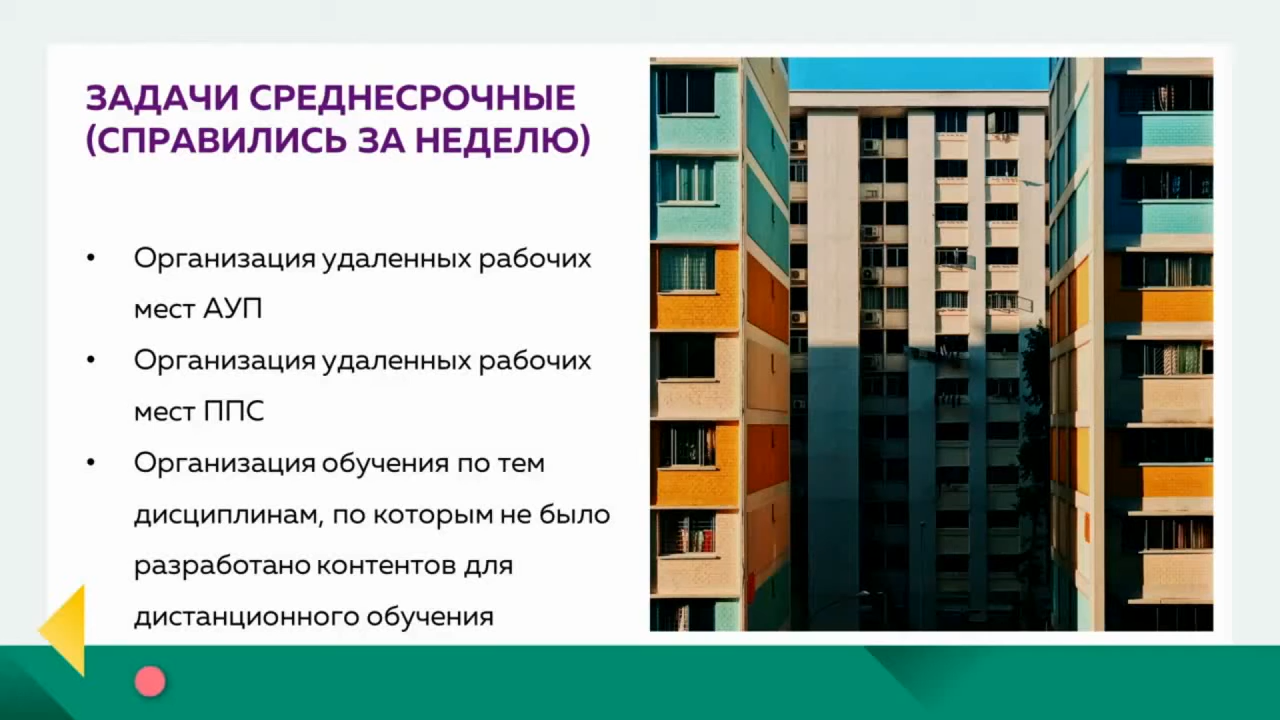 ЗАДАЧИ СРЕДНЕСРОЧНЫЕ
(СПРАВИЛИСЬ ЗА НЕДЕЛЮ)
• Организация удаленных рабочих
мест АУП
• Организация удаленных рабочих
мест ППС
• Организация обучения по тем
дисциплинам, по которым не было
разработано контентов для
дистанционного обучения